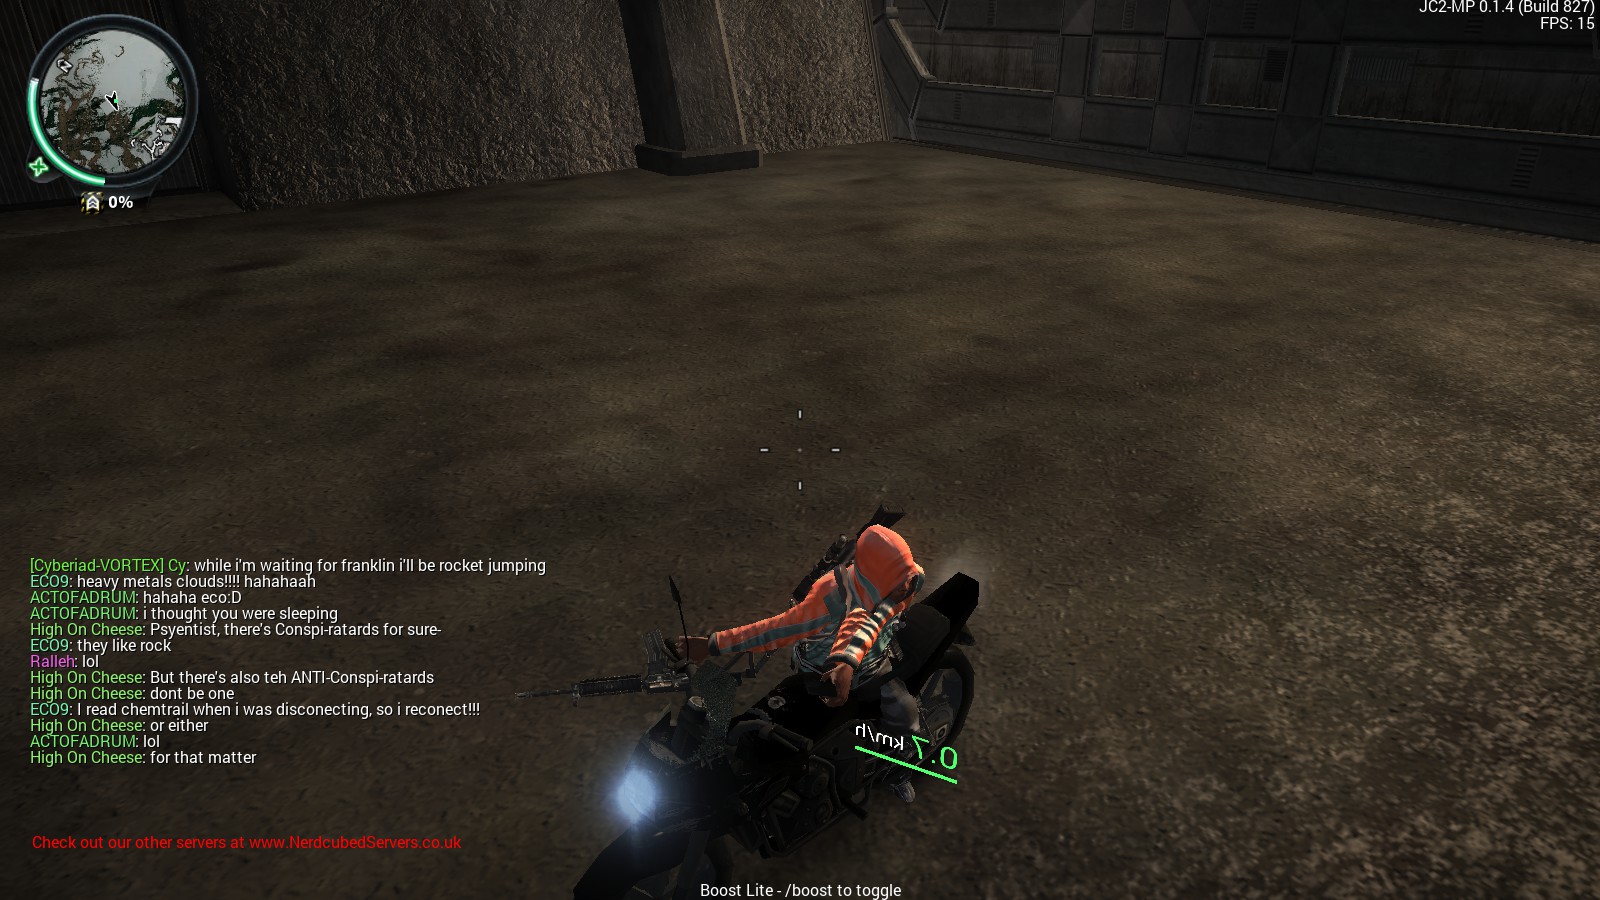 JC2-MP 0.1.4 (Build 827)
FPS: 15
N
0%
[Cyberiad-VORTEX] Cy: while i'm waiting for franklin i'll be rocket jumping
ECO9: heavy metals clouds!!!! hahahaah
ACTOFADRUM: hahaha eco:D
ACTOFADRUM: i thought you were sleeping
High On Cheese: Psyentist, there's Conspi-ratards for sure-
ECO9: they like rock
Ralleh: lol
High On Cheese: But there's also teh ANTI-Conspi-ratards
High On Cheese: dont be one
ECO9: I read chemtrail when i was disconecting, so i reconect!!!
High On Cheese: or either
ACTOFADRUM: lol
High On Cheese: for that matter
0.7 km/h
Check out our other servers at www.NerdcubedServers.co.uk
Boost Lite - /boost to toggle